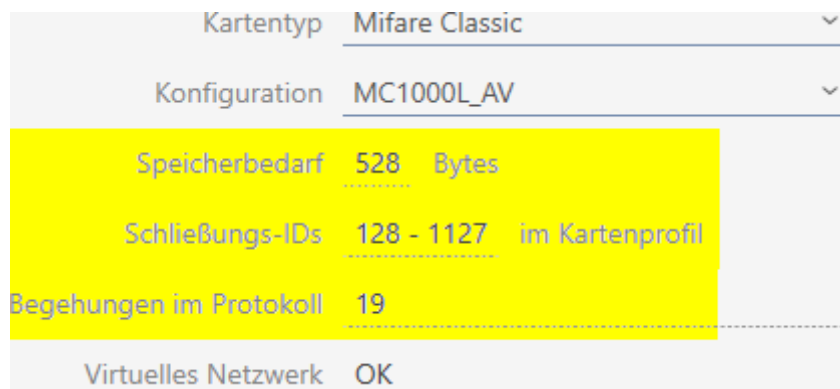 Kartentyp Mifare Classic
Konfiguration MC1000L_AV
Speicherbedarf 528 Bytes
Schließungs-IDs 128 - 1127 im Kartenprofil
Begehungen im Protokoll 19
Virtuelles Netzwerk OK